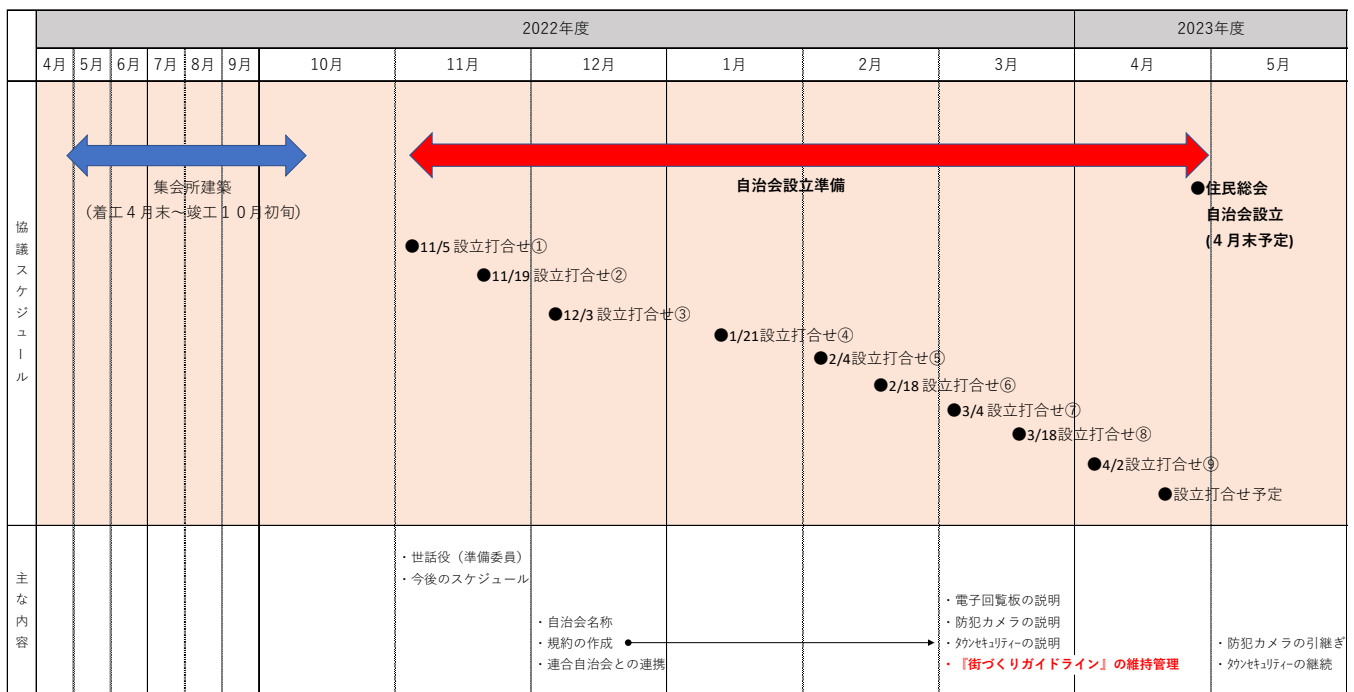 2022年度
2023年度
4月 5月 6月 7月 8月 9月 10月 11月 12月 1月 2月 3月 4月 5月
協議スケジュール
集会所建築
(着工４月末～竣工１０月初旬)
自治会設立準備
●住民総会
自治会設立
(４月末予定)
●11/5 設立打合せ①
●11/19 設立打合せ②
●12/3 設立打合せ③
●1/21設立打合せ④
●2/4設立打合せ⑤
●2/18 設立打合せ⑥
●3/4 設立打合せ⑦
●3/18設立打合せ⑧
●4/2設立打合せ⑨
●設立打合せ予定
主な内容
・世話役（準備委員）
・今後のスケジュール
・自治会名称
・規約の作成
・連合自治会との連携
・電子回覧板の説明
・防犯カメラの説明
・ﾀｳﾝｾｷｭﾘﾃｨｰの説明
・『街づくりガイドライン』の維持管理
・防犯カメラの引継ぎ
・ﾀｳﾝｾｷｭﾘﾃｨｰの継続